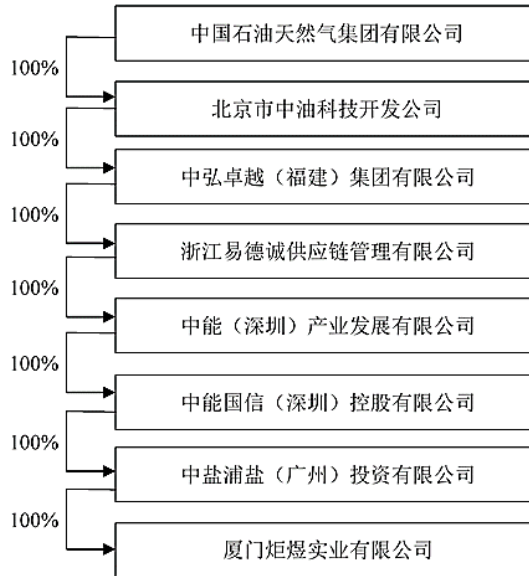 中国石油天然气集团有限公司
100%
北京市中油科技开发公司
100%
中弘卓越（福建）集团有限公司
100%
浙江易德诚供应链管理有限公司
100%
中能（深圳）产业发展有限公司
100%
中能国信（深圳）控股有限公司
100%
中盐浦盐（广州）投资有限公司
100%
厦门炬煜实业有限公司